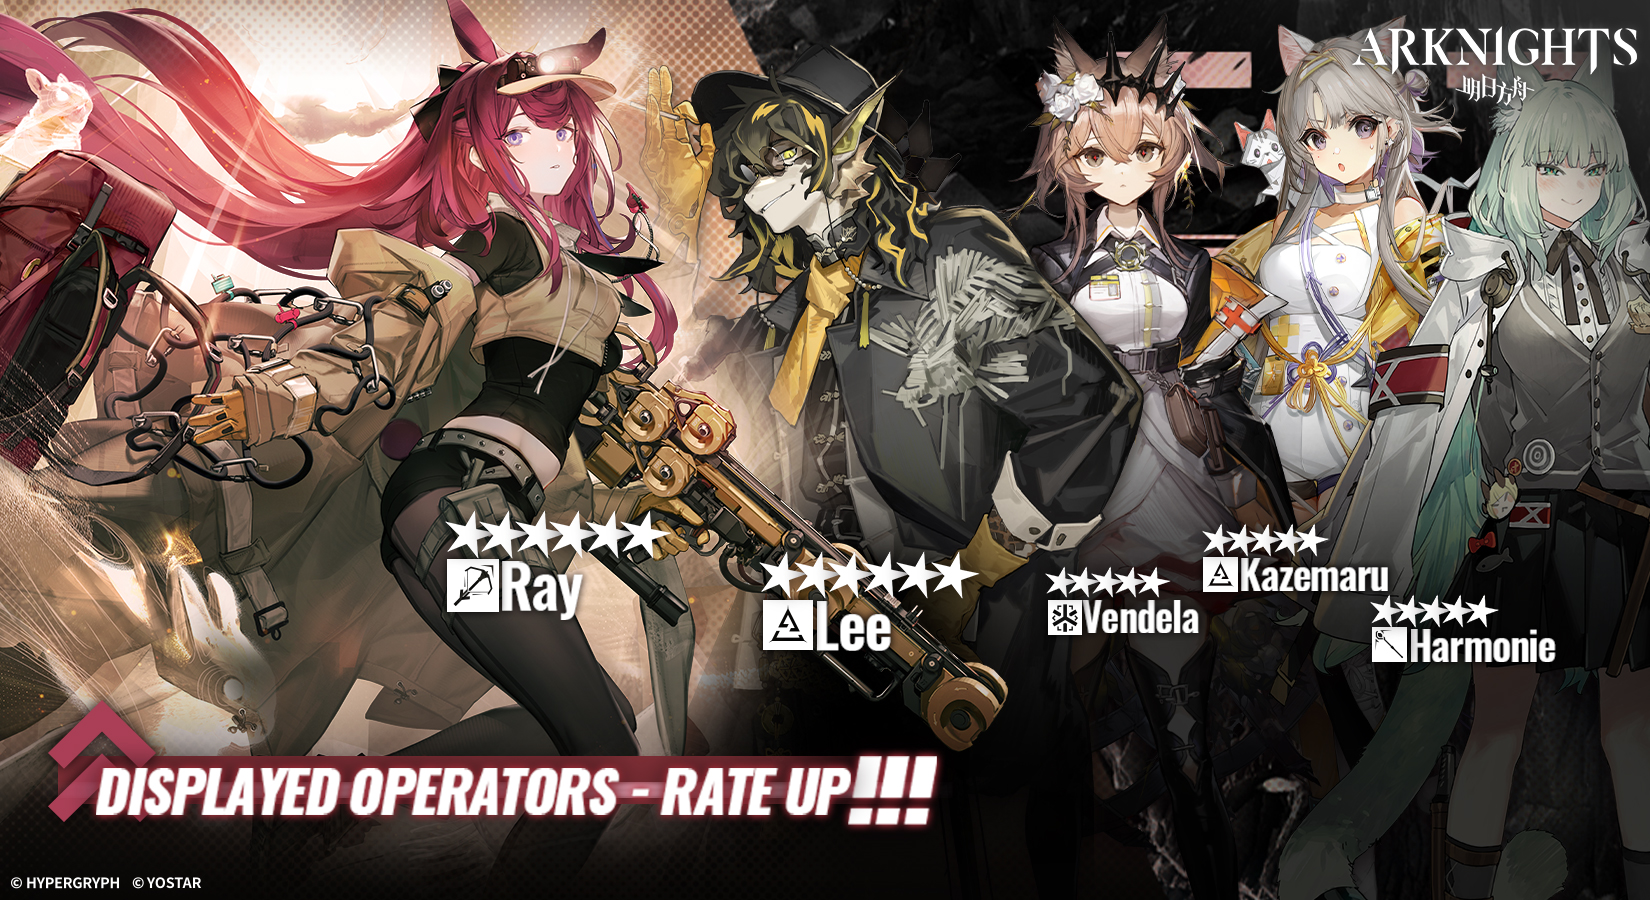 ARKNIGHTS
明日方舟
Ray
Lee
Vendela
Kazemaru
Harmonie
DISPLAYED OPERATORS - RATE UP!!!
© HYPERGRYPH © YOSTAR